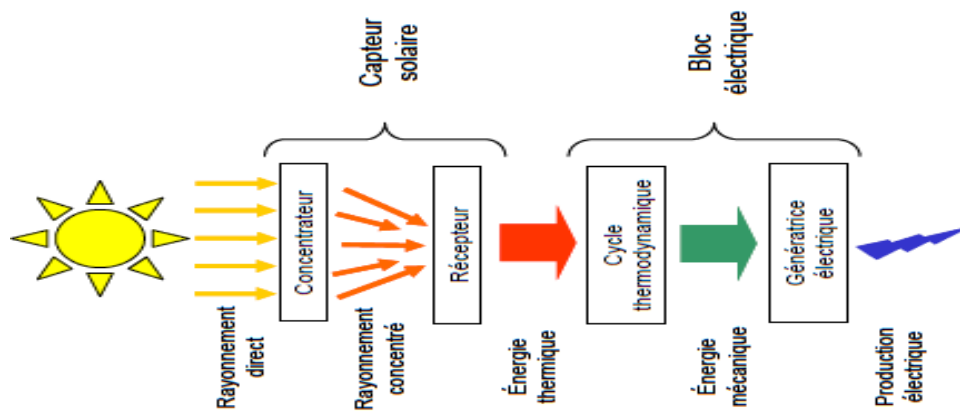 Rayonnement
direct
Concentrateur
Rayonnement
concentré
Récepteur
Capteur
solaire
Énergie
thermique
Cycle
thermodynamique
Énergie
mécanique
Génératrice
électrique
Bloc
électrique
Production
électrique